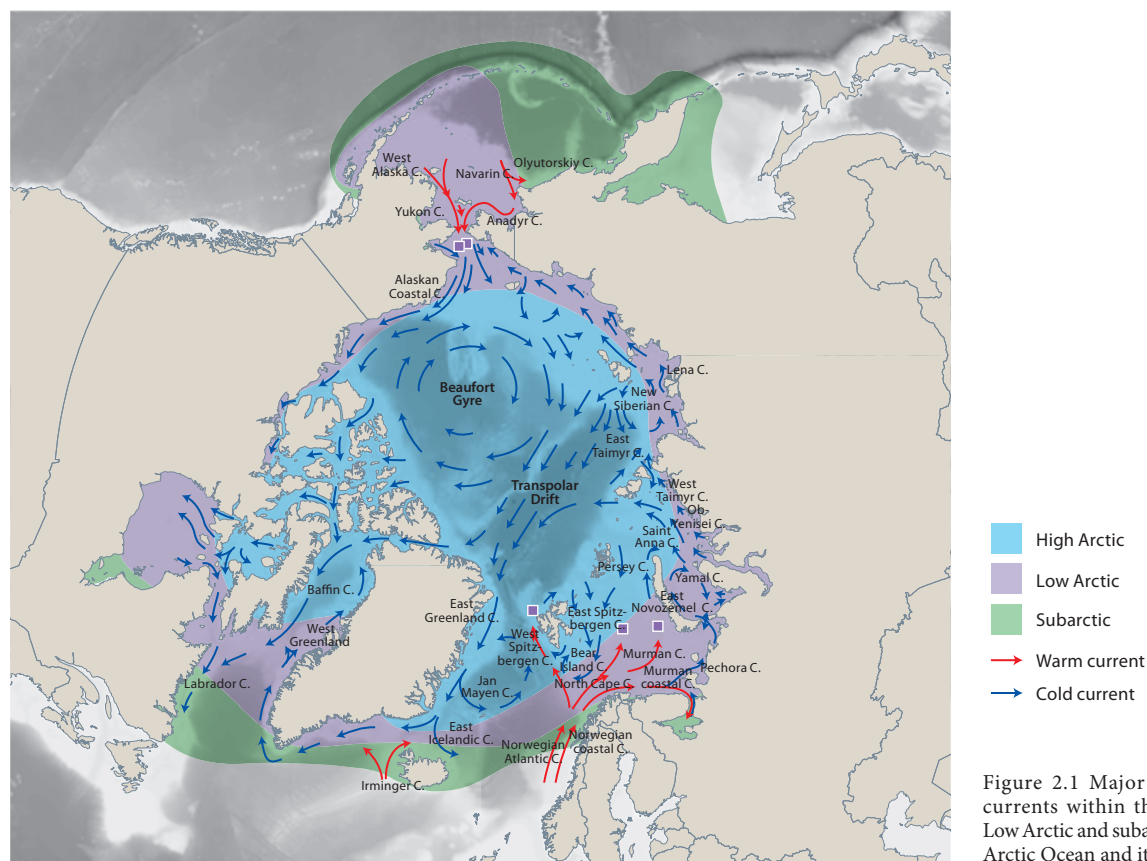 West
Alaska C.
Navarin C.
Olyutorskiy C.
Yukon C.
Anadyr C.
Alaskan
Coastal C.
Lena C.
Beaufort
Gyre
New
Siberian C.
East
Taimyr C.
Transpolar
Drift
West
Taimyr C.
Ob-
Yenisei C.
Saint
Anna C.
Persey C.
Yamal C.
Baffin C.
East
Greenland C.
East Spitz-
bergen C.
East
Novozemel C.
West
Greenland
West
Spitz-
bergen C.
Bear
Island C.
Murman C.
Pechora C.
Labrador C.
Jan
Mayen C.
North Cape C.
Murman
coastal C.
East
Icelandic C.
Norwegian
Atlantic C.
Norwegian
coastal C.
Irminger C.
High Arctic
Low Arctic
Subarctic
Warm current
Cold current
Figure 2.1 Major
currents within th
Low Arctic and suba
Arctic Ocean and it